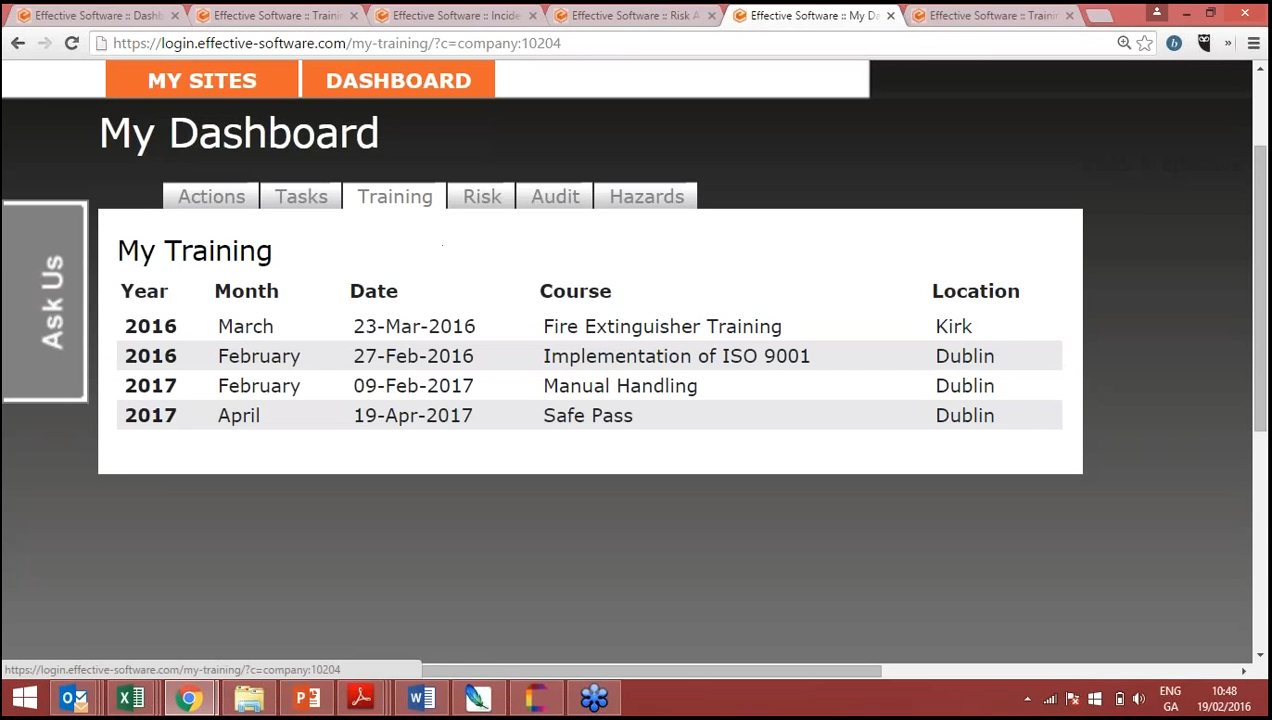 Effective Software :: Dashb
Effective Software :: Trainin
Effective Software :: Incide
Effective Software :: Risk A
Effective Software :: My Da
Effective Software :: Trainin
https://login.effective-software.com/my-training/?c=company:10204
MY SITES DASHBOARD
My Dashboard
Actions Tasks Training Risk Audit Hazards
Ask Us
My Training
Year Month Date Course Location
2016 March 23-Mar-2016 Fire Extinguisher Training Kirk
2016 February 27-Feb-2016 Implementation of ISO 9001 Dublin
2017 February 09-Feb-2017 Manual Handling Dublin
2017 April 19-Apr-2017 Safe Pass Dublin
https://login.effective-software.com/my-training/?c=company:10204
ENG 10:48
GA 19/02/2016